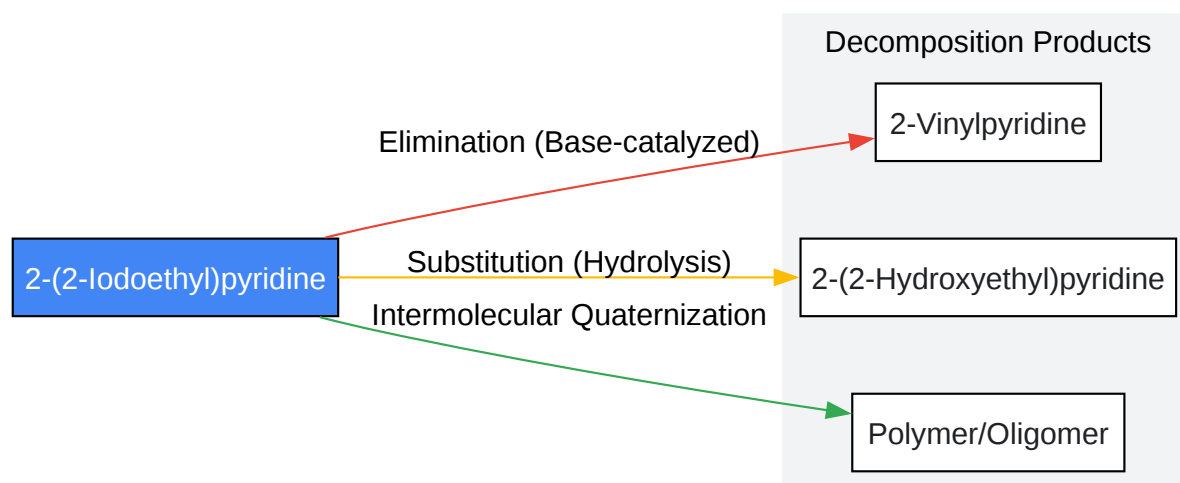 Decomposition Products
2-Vinylpyridine
Elimination (Base-catalyzed)
2-(2-Iodoethyl)pyridine
Substitution (Hydrolysis)
2-(2-Hydroxyethyl)pyridine
Intermolecular Quaternization
Polymer/Oligomer